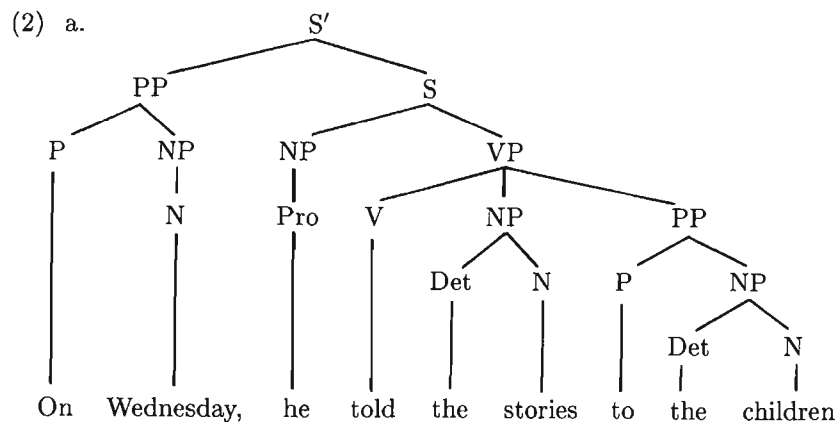 (2) a.
S′
PP S
P NP NP VP
N Pro V NP PP
Det N P NP
Det N
On Wednesday, he told the stories to the children